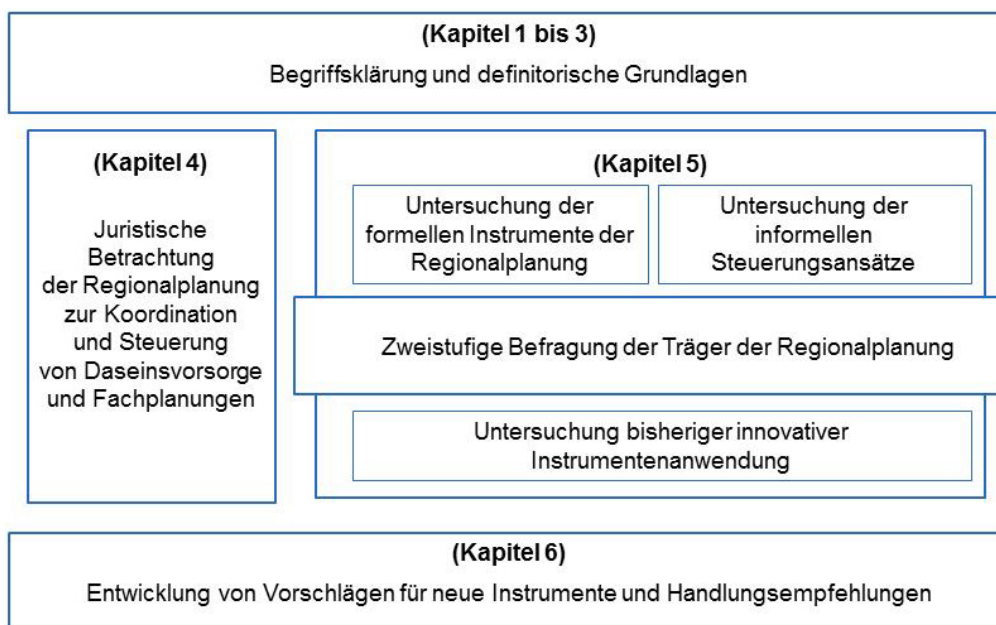 (Kapitel 1 bis 3)
Begriffsklärung und definitorische Grundlagen
(Kapitel 4)
Juristische
Betrachtung
der Regionalplanung
zur Koordination
und Steuerung
von Daseinsvorsorge
und Fachplanungen
(Kapitel 5)
Untersuchung der
formellen Instrumente der
Regionalplanung
Untersuchung der
informellen
Steuerungsansätze
Zweistufige Befragung der Träger der Regionalplanung
Untersuchung bisheriger innovativer
Instrumentenanwendung
(Kapitel 6)
Entwicklung von Vorschlägen für neue Instrumente und Handlungsempfehlungen